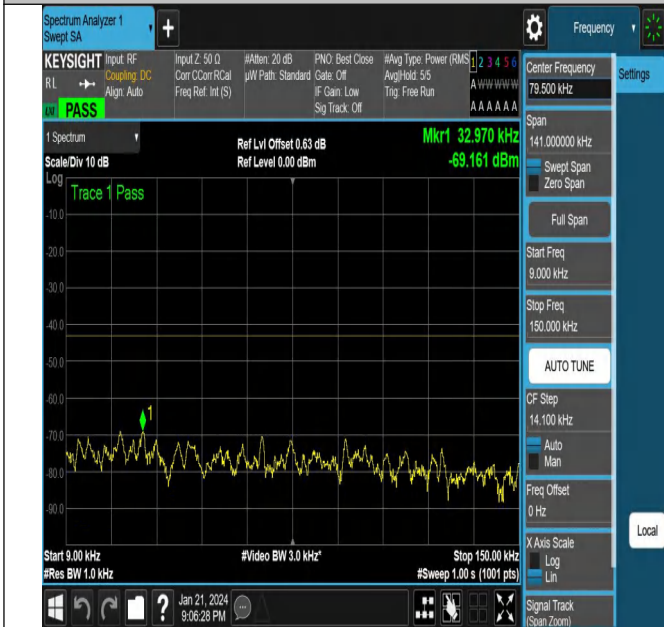 Spectrum Analyzer 1
Swept SA
+
Frequency
KEYSIGHT
RL
Input: RF
Coupling: DC
Align: Auto
Input Z: 50 Ω
Corr CCorr RCal
Freq Ref: Int (S)
#Atten: 20 dB
µW Path: Standard
PNO: Best Close
Gate: Off
IF Gain: Low
Sig Track: Off
#Avg Type: Power (RMS
Avg|Hold: 5/5
Trig: Free Run
1 2 3 4 5 6
A W W W W W
A A A A A A
LXI PASS
1 Spectrum
Scale/Div 10 dB
Log
Ref Lvl Offset 0.63 dB
Ref Level 0.00 dBm
Mkr1 32.970 kHz
-69.161 dBm
Trace 1 Pass
-10.0
-20.0
-30.0
-40.0
-50.0
-60.0
-70.0
-80.0
-90.0
1
Start 9.00 kHz
#Res BW 1.0 kHz
#Video BW 3.0 kHz*
Stop 150.00 kHz
#Sweep 1.00 s (1001 pts)
?
Jan 21, 2024
9:06:28 PM
Center Frequency
79.500 kHz
Settings
Span
141.000000 kHz
Swept Span
Zero Span
Full Span
Start Freq
9.000 kHz
Stop Freq
150.000 kHz
AUTO TUNE
CF Step
14.100 kHz
Auto
Man
Freq Offset
0 Hz
Local
X Axis Scale
Log
Lin
Signal Track
(Span Zoom)